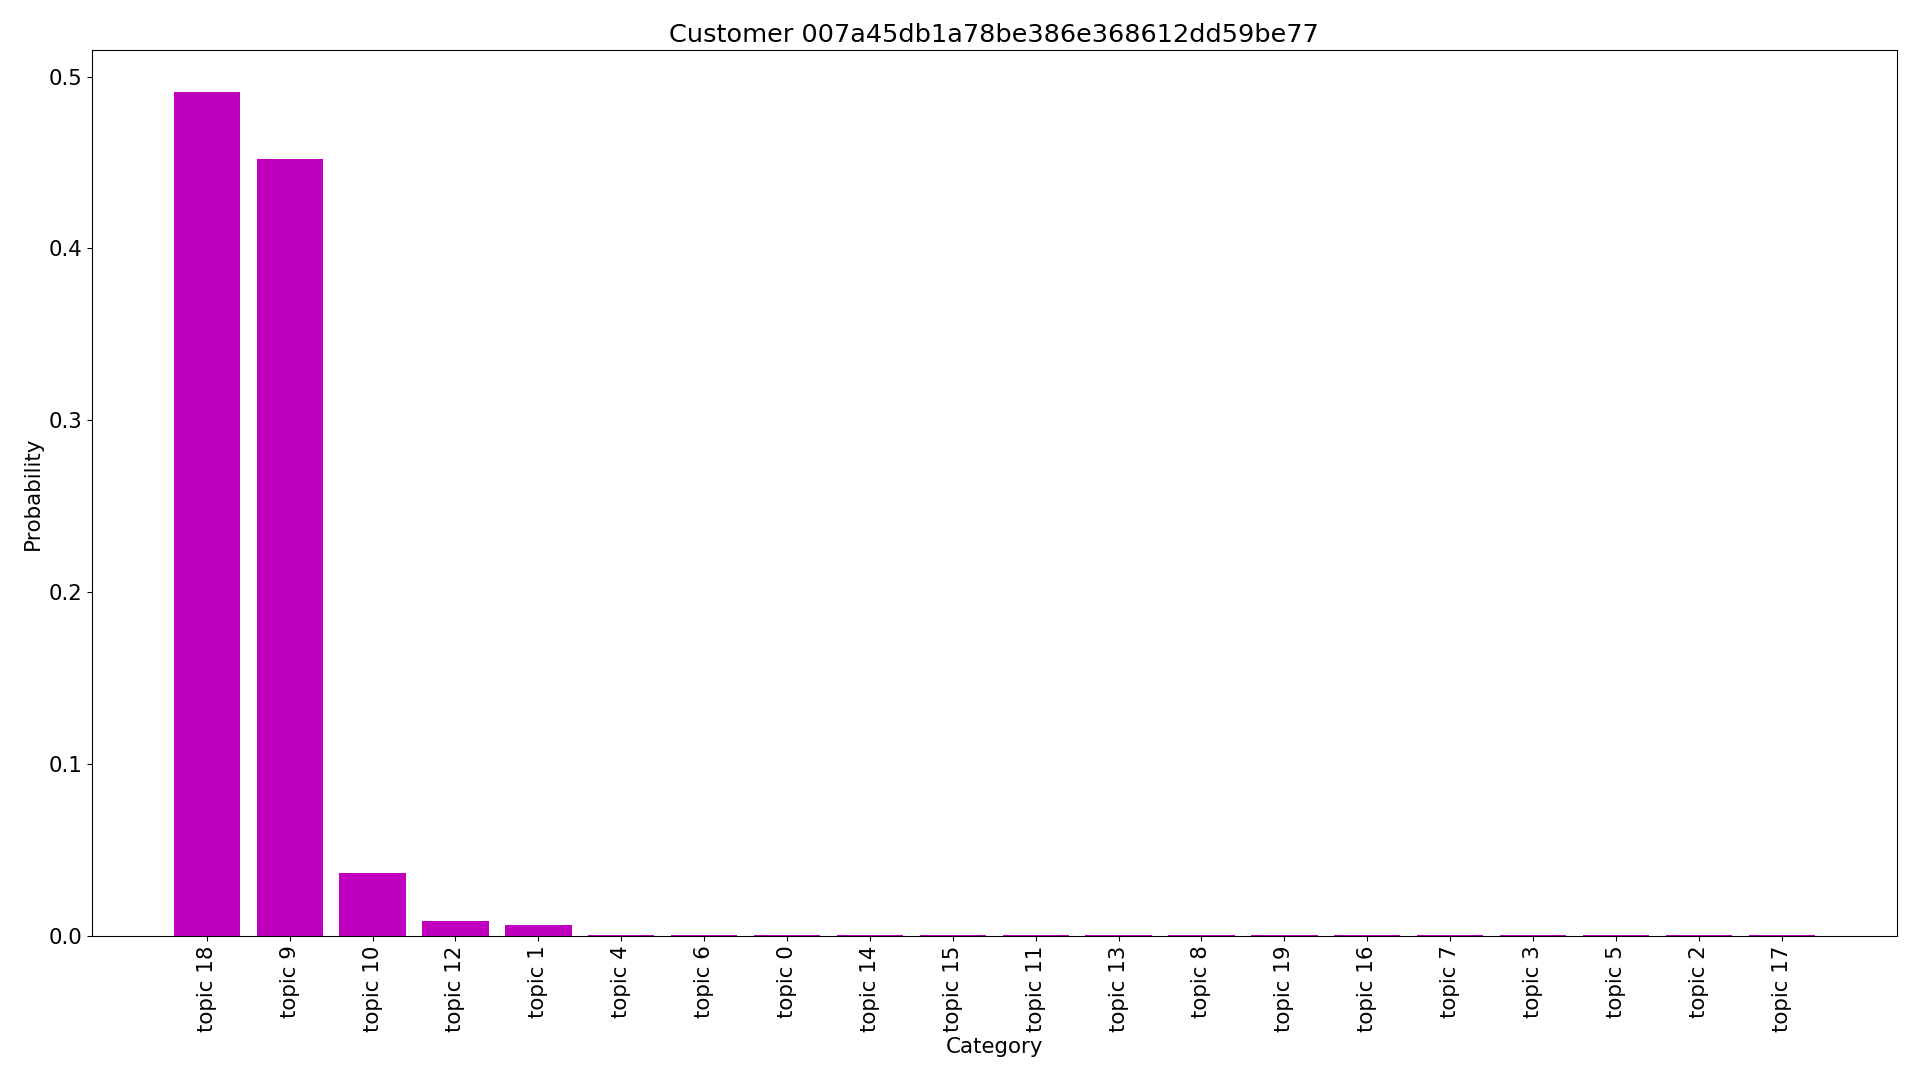 Customer 007a45db1a78be386e368612dd59be77
Probability
0.5
0.4
0.3
0.2
0.1
0.0
topic 18
topic 9
topic 10
topic 12
topic 1
topic 4
topic 6
topic 0
topic 14
topic 15
topic 11
topic 13
topic 8
topic 19
topic 16
topic 7
topic 3
topic 5
topic 2
topic 17
Category